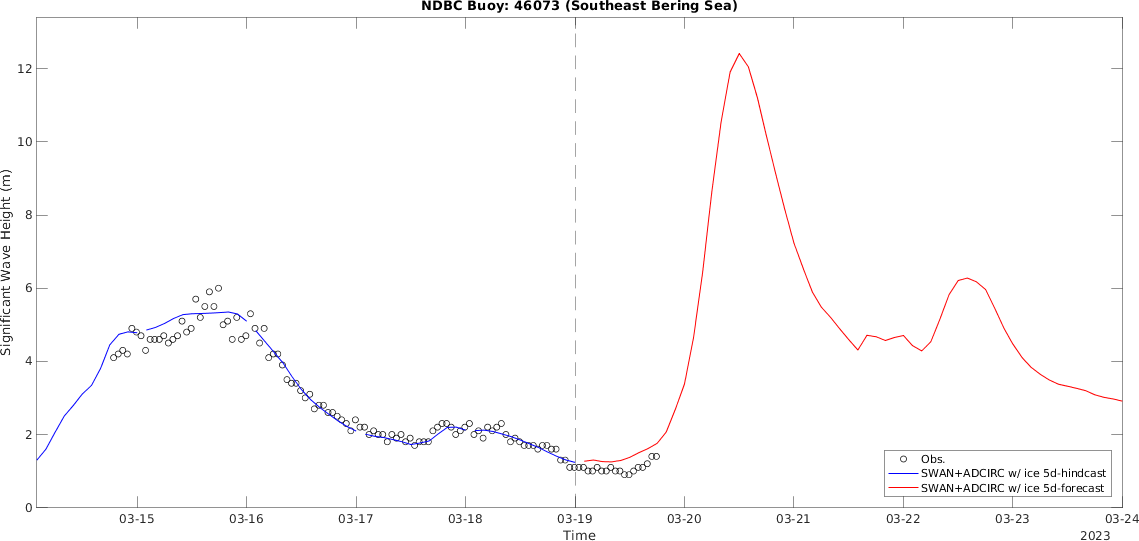 NDBC Buoy: 46073 (Southeast Bering Sea)
Significant Wave Height (m)
12
10
8
6
4
2
0
Obs.
SWAN+ADCIRC w/ ice 5d-hindcast
SWAN+ADCIRC w/ ice 5d-forecast
03-15 03-16 03-17 03-18 03-19 03-20 03-21 03-22 03-23 03-24
Time
2023